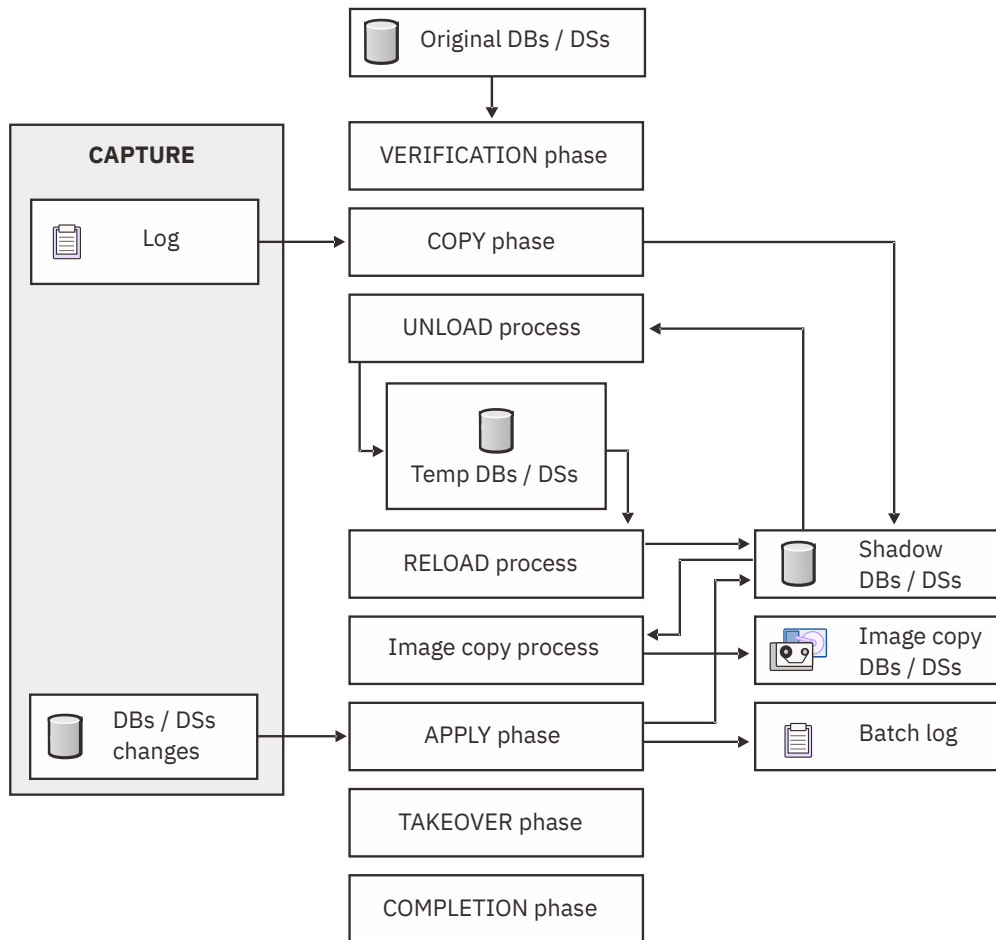 Original DBs / DSs
CAPTURE
VERIFICATION phase
Log
COPY phase
UNLOAD process
Temp DBs / DSs
RELOAD process
Shadow
DBs / DSs
Image copy process
Image copy
DBs / DSs
DBs / DSs
changes
APPLY phase
Batch log
TAKEOVER phase
COMPLETION phase